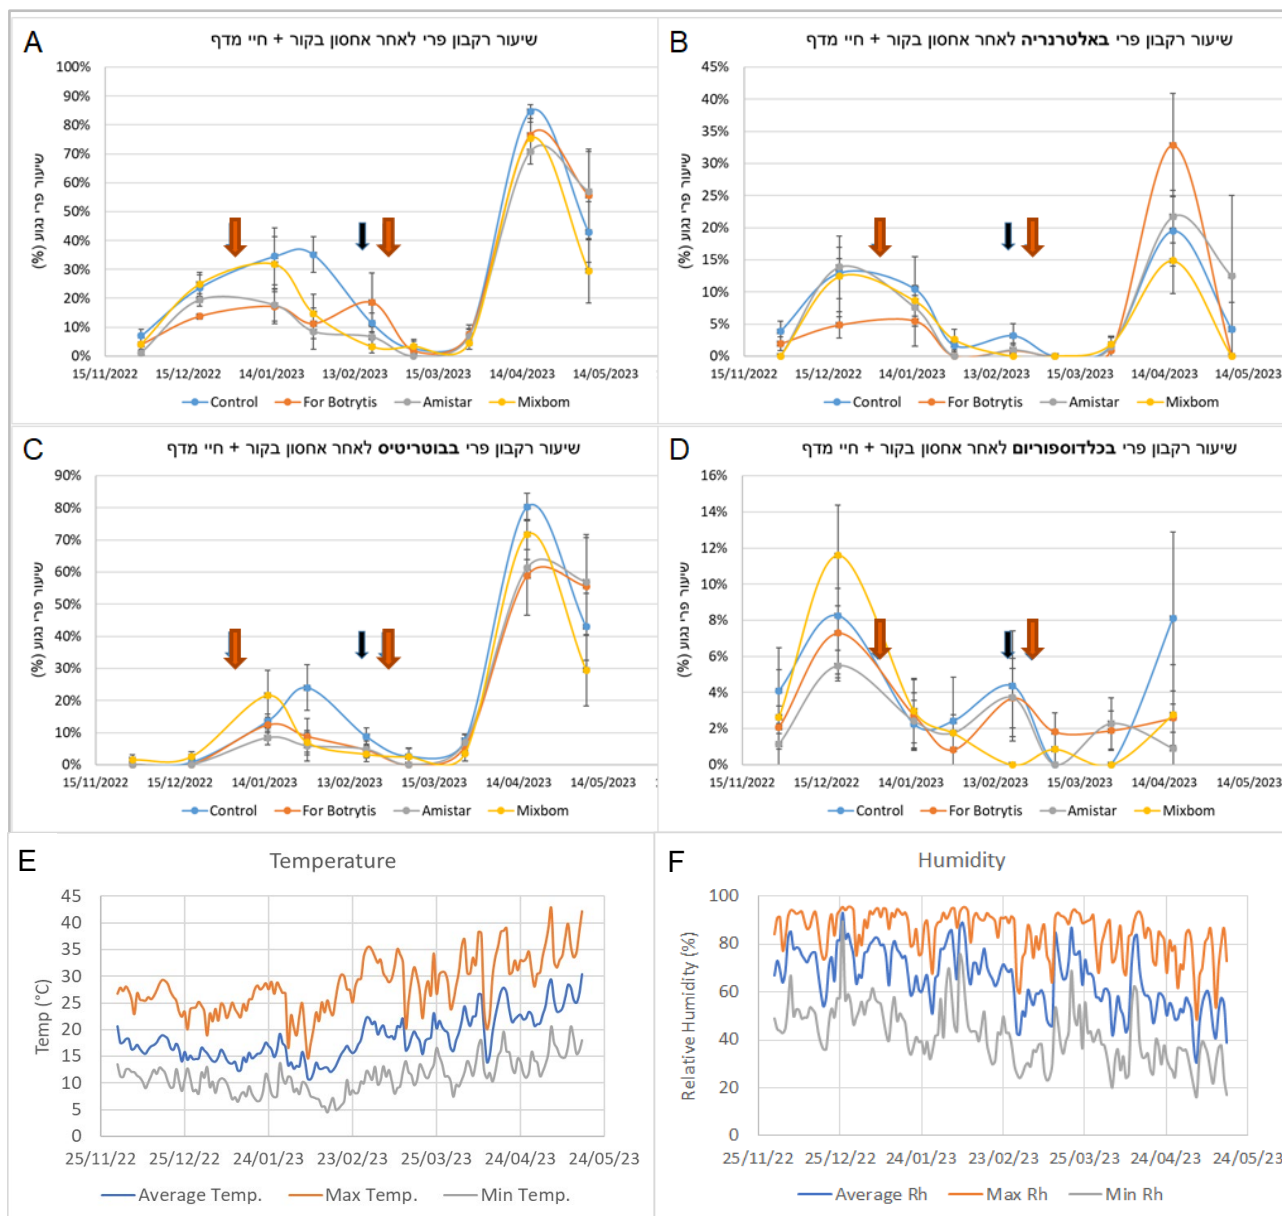 A
שיעור רקבון פרי לאחר אחסון בקור + חיי מדף
100%
90%
80%
70%
60%
50%
40%
30%
20%
10%
0%
שיעור פרי נגוע (%)
15/11/2022 15/12/2022 14/01/2023 13/02/2023 15/03/2023 14/04/2023 14/05/2023
Control For Botrytis Amistar Mixbom
B
שיעור רקבון פרי באלטרנריה לאחר אחסון בקור + חיי מדף
45%
40%
35%
30%
25%
20%
15%
10%
5%
0%
שיעור פרי נגוע (%)
15/11/2022 15/12/2022 14/01/2023 13/02/2023 15/03/2023 14/04/2023 14/05/2023
Control For Botrytis Amistar Mixbom
C
שיעור רקבון פרי בבוטריטיס לאחר אחסון בקור + חיי מדף
90%
80%
70%
60%
50%
40%
30%
20%
10%
0%
שיעור פרי נגוע (%)
15/11/2022 15/12/2022 14/01/2023 13/02/2023 15/03/2023 14/04/2023 14/05/2023
Control For Botrytis Amistar Mixbom
D
שיעור רקבון פרי בכלדוספוריום לאחר אחסון בקור + חיי מדף
16%
14%
12%
10%
8%
6%
4%
2%
0%
שיעור פרי נגוע (%)
15/11/2022 15/12/2022 14/01/2023 13/02/2023 15/03/2023 14/04/2023 14/05/2023
Control For Botrytis Amistar Mixbom
E
Temperature
45
40
35
30
25
20
15
10
5
0
Temp (°C)
25/11/22 25/12/22 24/01/23 23/02/23 25/03/23 24/04/23 24/05/23
Average Temp. Max Temp. Min Temp.
F
Humidity
100
80
60
40
20
0
Relative Humidity (%)
25/11/22 25/12/22 24/01/23 23/02/23 25/03/23 24/04/23 24/05/23
Average Rh Max Rh Min Rh